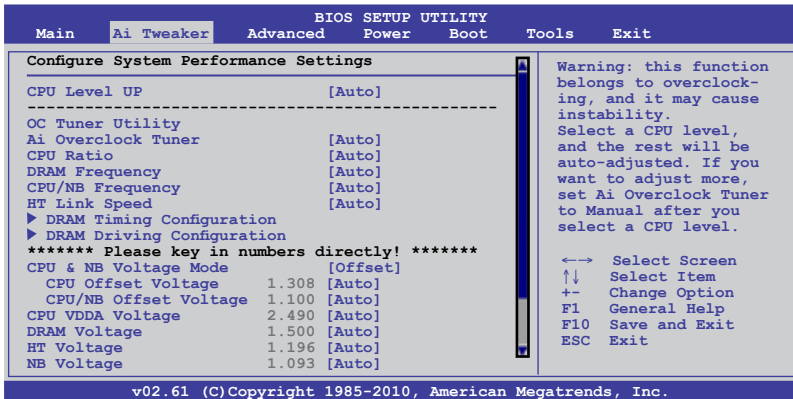 BIOS SETUP UTILITY
Main Ai Tweaker Advanced Power Boot Tools Exit
Configure System Performance Settings
CPU Level UP [Auto]
--------------------------------------------------
OC Tuner Utility
Ai Overclock Tuner [Auto]
CPU Ratio [Auto]
DRAM Frequency [Auto]
CPU/NB Frequency [Auto]
HT Link Speed [Auto]
▶ DRAM Timing Configuration
▶ DRAM Driving Configuration
******* Please key in numbers directly! *******
CPU & NB Voltage Mode [Offset]
CPU Offset Voltage 1.308 [Auto]
CPU/NB Offset Voltage 1.100 [Auto]
CPU VDDA Voltage 2.490 [Auto]
DRAM Voltage 1.500 [Auto]
HT Voltage 1.196 [Auto]
NB Voltage 1.093 [Auto]
Warning: this function
belongs to overclock-
ing, and it may cause
instability.
Select a CPU level,
and the rest will be
auto-adjusted. If you
want to adjust more,
set Ai Overclock Tuner
to Manual after you
select a CPU level.
←→ Select Screen
↑↓ Select Item
+- Change Option
F1 General Help
F10 Save and Exit
ESC Exit
v02.61 (C)Copyright 1985-2010, American Megatrends, Inc.